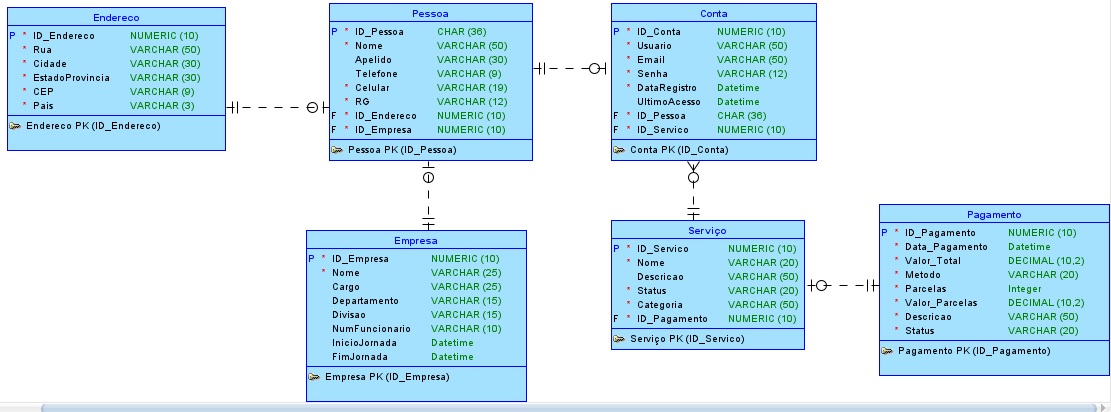 Endereco
P * ID_Endereco NUMERIC (10)
* Rua VARCHAR (50)
* Cidade VARCHAR (30)
* EstadoProvincia VARCHAR (30)
* CEP VARCHAR (9)
* Pais VARCHAR (3)
Endereco PK (ID_Endereco)
Pessoa
P * ID_Pessoa CHAR (36)
* Nome VARCHAR (50)
Apelido VARCHAR (30)
Telefone VARCHAR (9)
* Celular VARCHAR (19)
* RG VARCHAR (12)
F * ID_Endereco NUMERIC (10)
F * ID_Empresa NUMERIC (10)
Pessoa PK (ID_Pessoa)
Conta
P * ID_Conta NUMERIC (10)
* Usuario VARCHAR (50)
* Email VARCHAR (50)
* Senha VARCHAR (12)
* DataRegistro Datetime
UltimoAcesso Datetime
F * ID_Pessoa CHAR (36)
F * ID_Servico NUMERIC (10)
Conta PK (ID_Conta)
Empresa
P * ID_Empresa NUMERIC (10)
* Nome VARCHAR (25)
Cargo VARCHAR (25)
Departamento VARCHAR (15)
Divisao VARCHAR (15)
NumFuncionario VARCHAR (10)
InicioJornada Datetime
FimJornada Datetime
Empresa PK (ID_Empresa)
Serviço
P * ID_Servico NUMERIC (10)
* Nome VARCHAR (20)
Descricao VARCHAR (50)
* Status VARCHAR (20)
* Categoria VARCHAR (50)
F * ID_Pagamento NUMERIC (10)
Serviço PK (ID_Servico)
Pagamento
P * ID_Pagamento NUMERIC (10)
* Data_Pagamento Datetime
* Valor_Total DECIMAL (10,2)
* Metodo VARCHAR (20)
* Parcelas Integer
* Valor_Parcelas DECIMAL (10,2)
* Descricao VARCHAR (50)
* Status VARCHAR (20)
Pagamento PK (ID_Pagamento)